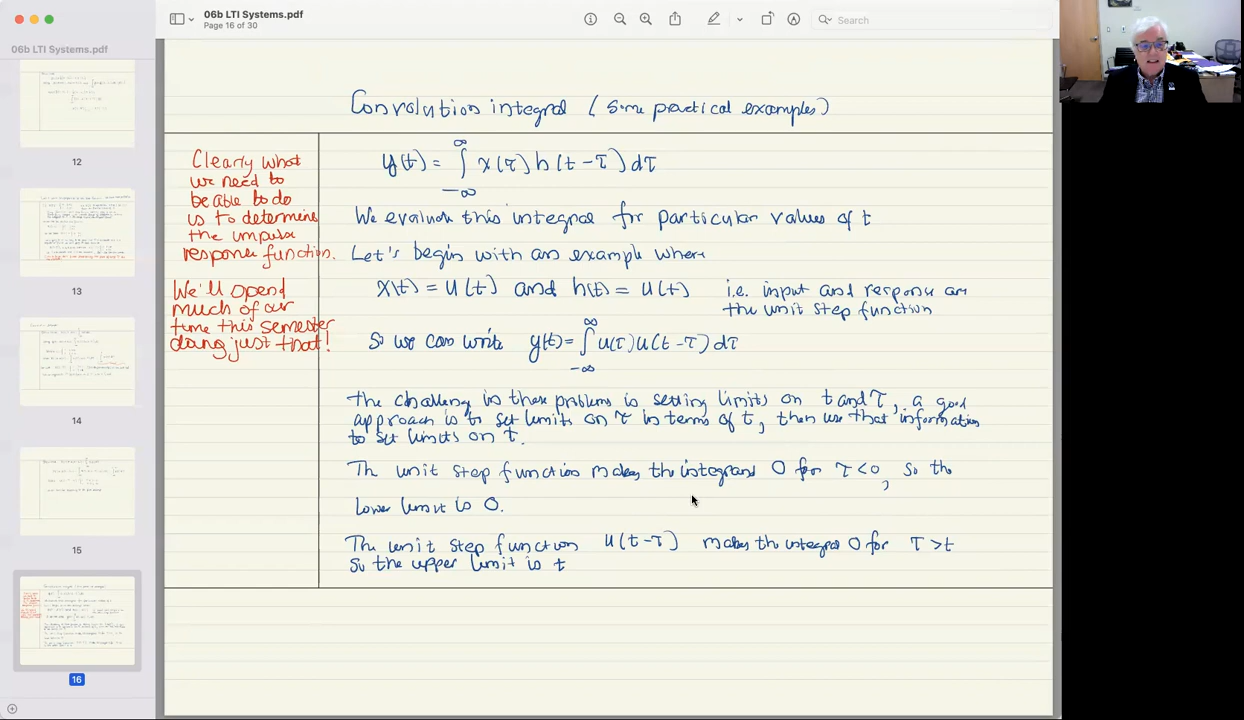 06b LTI Systems.pdf
Page 16 of 30
Search
06b LTI Systems.pdf
12
13
14
15
16
Convolution integral (some practical examples)
Clearly what
we need to
be able to do
is to determine
the impulse
response function.
We'll spend
much of our
time this semester
doing just that!
y(t) = ∫_{-∞}^{∞} x(τ) h(t-τ) dτ
We evaluate this integral for particular values of t
Let's begin with an example where
x(t) = u(t) and h(t) = u(t) i.e. input and response are
the unit step function
So we can write y(t) = ∫_{-∞}^{∞} u(τ) u(t-τ) dτ
The challenge in these problems is setting limits on t and τ, a good
approach is to set limits on τ in terms of t, then use that information
to set limits on t.
The unit step function makes the integrand 0 for τ<0, so the
lower limit is 0.
The unit step function u(t-τ) makes the integral 0 for τ>t
so the upper limit is t